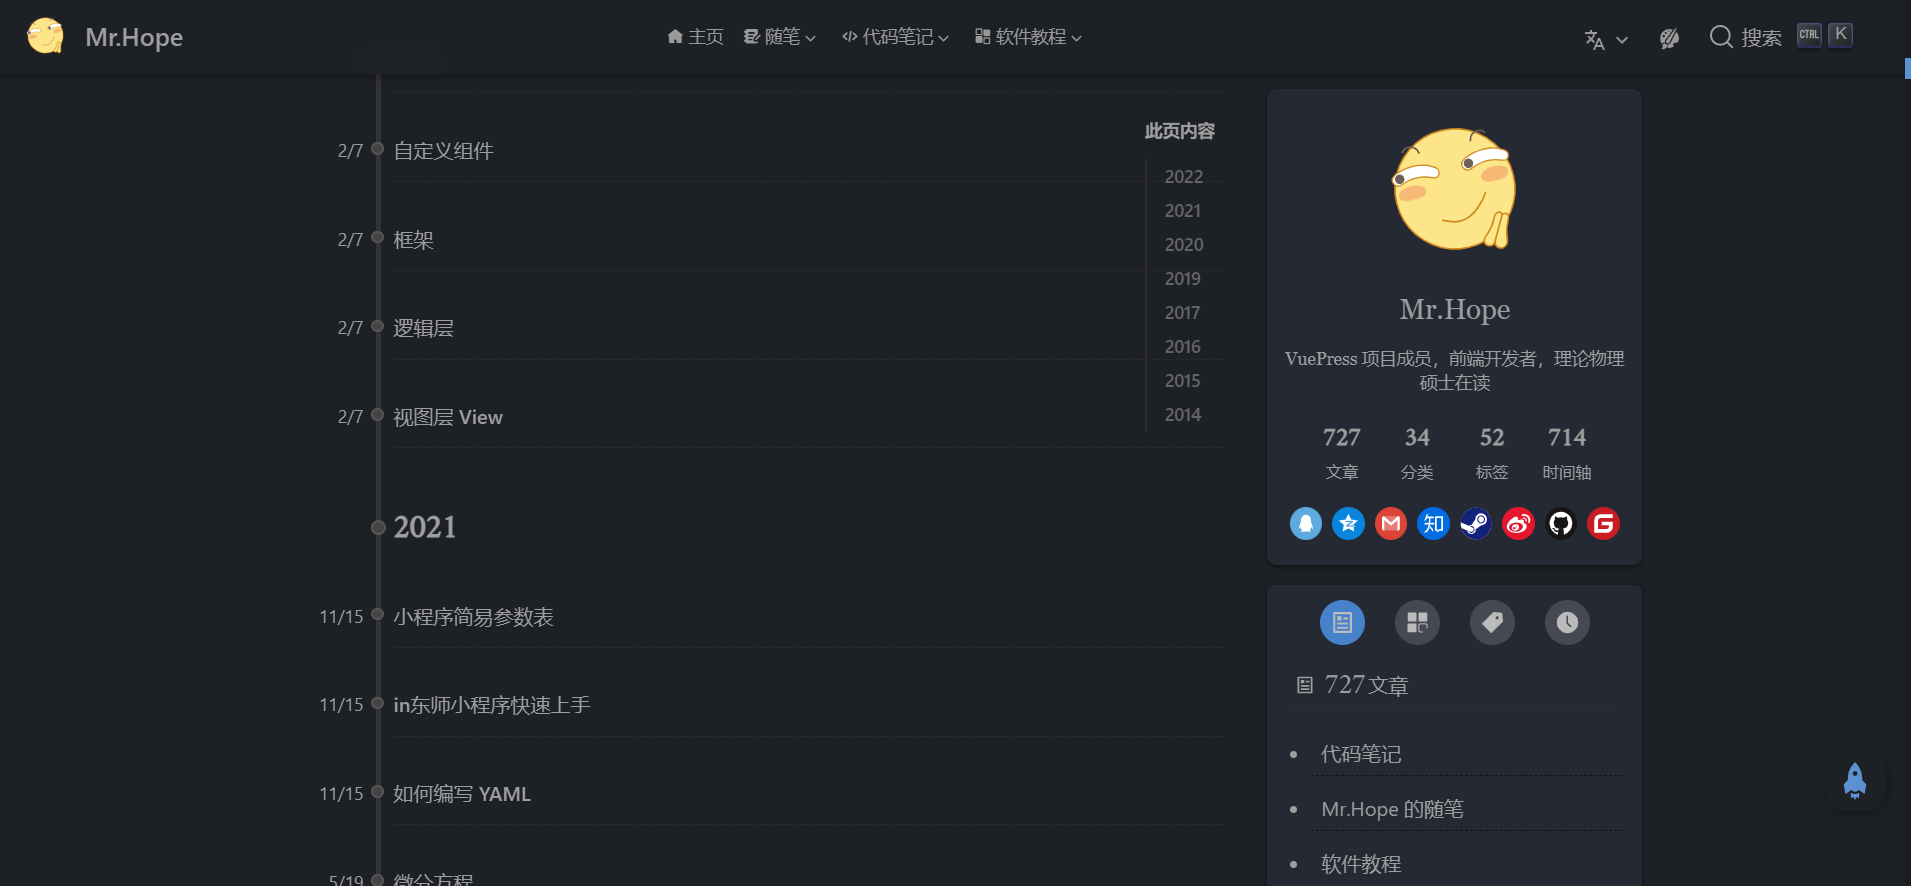 Mr.Hope
主页
随笔
代码笔记
软件教程
搜索
CTRL K
2/7 自定义组件
2/7 框架
2/7 逻辑层
2/7 视图层 View
2021
11/15 小程序简易参数表
11/15 in东师小程序快速上手
11/15 如何编写 YAML
5/19 微分方程
此页内容
2022
2021
2020
2019
2017
2016
2015
2014
Mr.Hope
VuePress 项目成员，前端开发者，理论物理
硕士在读
727 34 52 714
文章 分类 标签 时间轴
知
727 文章
代码笔记
Mr.Hope 的随笔
软件教程